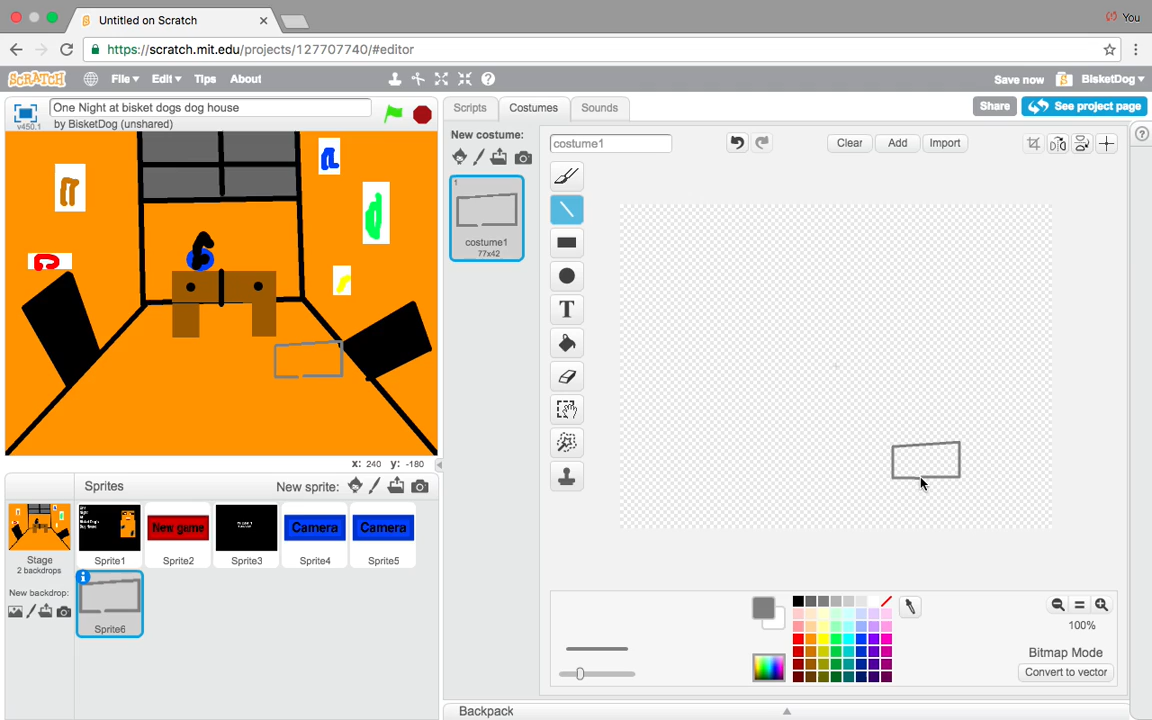 Untitled on Scratch
You
https://scratch.mit.edu/projects/127707740/#editor
SCRATCH File Edit Tips About Save now BisketDog
One Night at bisket dogs dog house
by BisketDog (unshared)
v450.1
Scripts Costumes Sounds Share See project page
New costume:
costume1 Clear Add Import
1
costume1
77x42
T
x: 240 y: -180
Sprites New sprite:
New game
Camera
Camera
Stage
2 backdrops
Sprite1 Sprite2 Sprite3 Sprite4 Sprite5
New backdrop:
Sprite6
100%
Bitmap Mode
Convert to vector
Backpack